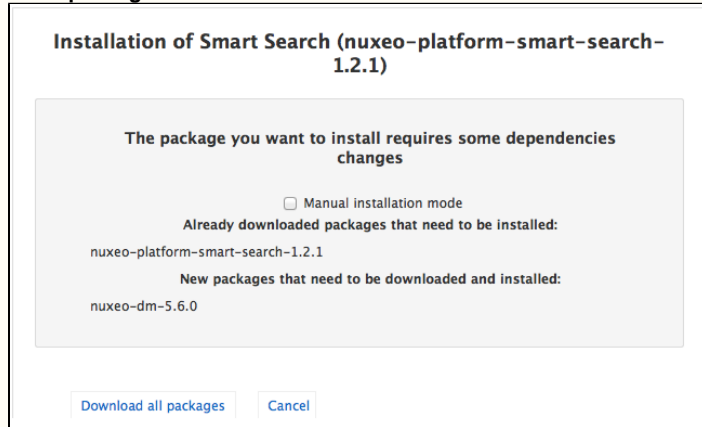 Installation of Smart Search (nuxeo-platform-smart-search-
1.2.1)
The package you want to install requires some dependencies
changes
Manual installation mode
Already downloaded packages that need to be installed:
nuxeo-platform-smart-search-1.2.1
New packages that need to be downloaded and installed:
nuxeo-dm-5.6.0
Download all packages Cancel